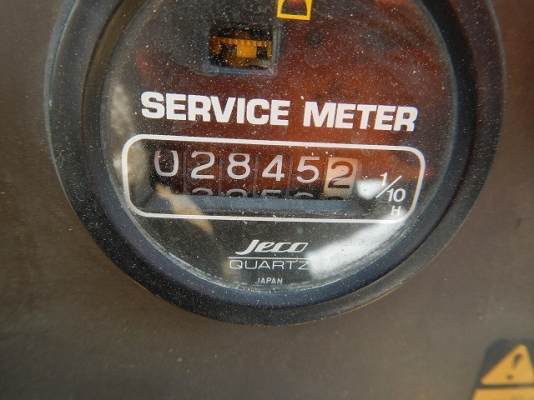 SERVICE METER
028452 1/10
H
Jeco
QUARTZ
JAPAN